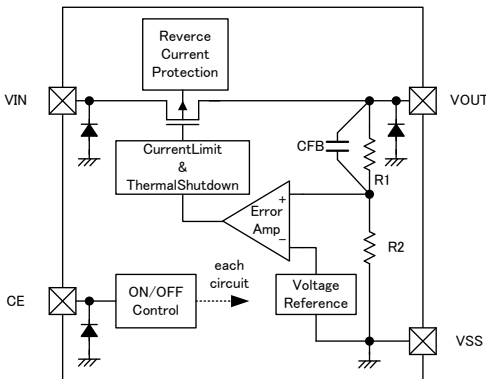 Reverce
Current
Protection
VIN
VOUT
CFB
R1
CurrentLimit
&
ThermalShutdown
+
Error
Amp
−
R2
each
circuit
CE
ON/OFF
Control
Voltage
Reference
VSS